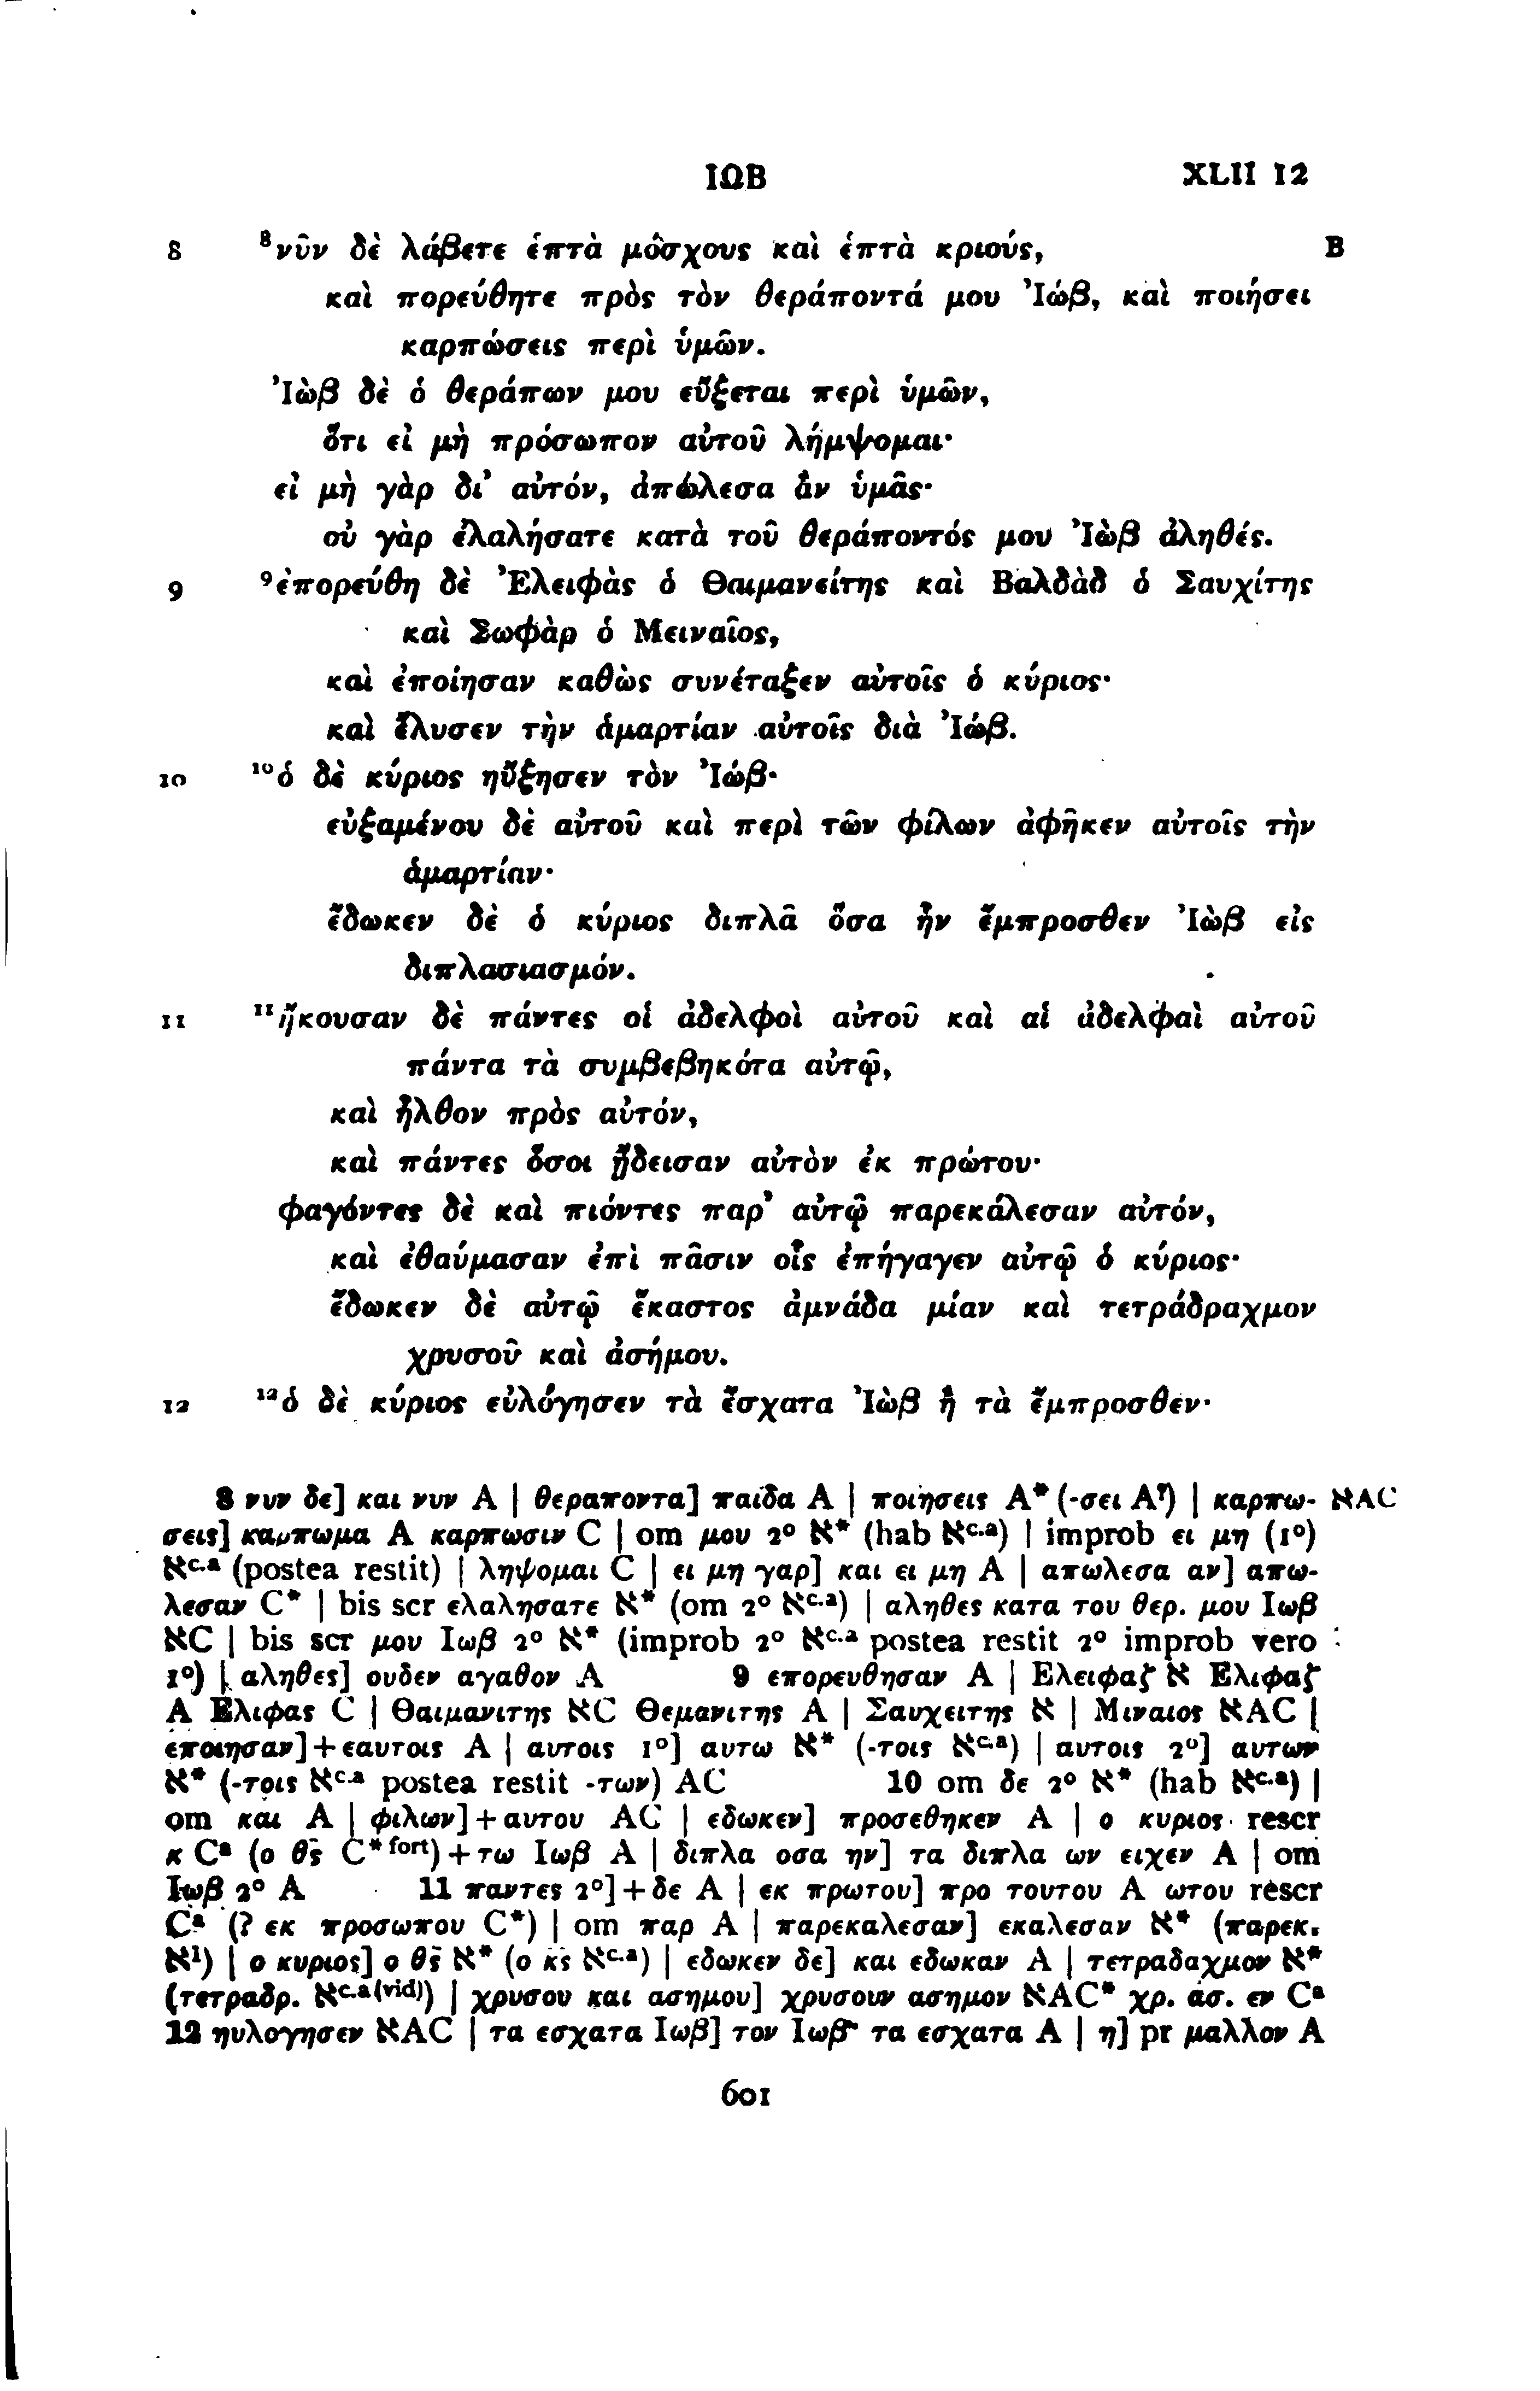 ΙΩΒ XLII 12
8 ⁸νῦν δὲ λάβετε ἑπτὰ μόσχους καὶ ἑπτὰ κριούς, B
καὶ πορεύθητε πρὸς τὸν θεράποντά μου Ἰώβ, καὶ ποιήσει
καρπώσεις περὶ ὑμῶν.
Ἰὼβ δὲ ὁ θεράπων μου εὔξεται περὶ ὑμῶν,
ὅτι εἰ μὴ πρόσωπον αὐτοῦ λήμψομαι·
εἰ μὴ γὰρ δι’ αὐτόν, ἀπώλεσα ἂν ὑμᾶς·
οὐ γὰρ ἐλαλήσατε κατὰ τοῦ θεράποντός μου Ἰὼβ ἀληθές.
9 ⁹ἐπορεύθη δὲ Ἐλειφὰς ὁ Θαιμανείτης καὶ Βαλδὰδ ὁ Σαυχίτης
καὶ Σωφὰρ ὁ Μειναῖος,
καὶ ἐποίησαν καθὼς συνέταξεν αὐτοῖς ὁ κύριος·
καὶ ἔλυσεν τὴν ἁμαρτίαν αὐτοῖς διὰ Ἰώβ.
10 ¹⁰ὁ δὲ κύριος ηὔξησεν τὸν Ἰώβ·
εὐξαμένου δὲ αὐτοῦ καὶ περὶ τῶν φίλων ἀφῆκεν αὐτοῖς τὴν
ἁμαρτίαν·
ἔδωκεν δὲ ὁ κύριος διπλᾶ ὅσα ἦν ἔμπροσθεν Ἰὼβ εἰς
διπλασιασμόν.
11 ¹¹ἤκουσαν δὲ πάντες οἱ ἀδελφοὶ αὐτοῦ καὶ αἱ ἀδελφαὶ αὐτοῦ
πάντα τὰ συμβεβηκότα αὐτῷ,
καὶ ἦλθον πρὸς αὐτόν,
καὶ πάντες ὅσοι ᾔδεισαν αὐτὸν ἐκ πρώτου·
φαγόντες δὲ καὶ πιόντες παρ’ αὐτῷ παρεκάλεσαν αὐτόν,
καὶ ἐθαύμασαν ἐπὶ πᾶσιν οἷς ἐπήγαγεν αὐτῷ ὁ κύριος·
ἔδωκεν δὲ αὐτῷ ἕκαστος ἀμνάδα μίαν καὶ τετράδραχμον
χρυσοῦ καὶ ἀσήμου.
12 ¹²ὁ δὲ κύριος εὐλόγησεν τὰ ἔσχατα Ἰὼβ ἢ τὰ ἔμπροσθεν·
8 νυν δε] και νυν A | θεραποντα] παιδα A | ποιησεις A* (-σει A?) | καρπω- אAC
σεις] καρπωμα A καρπωσιν C | om μου 2° א* (hab אc.a) | improb ει μη (1°)
אc.a (postea restit) | ληψομαι C | ει μη γαρ] και ει μη A | απωλεσα αν] απω-
λεσαν C* | bis scr ελαλησατε א* (om 2° אc.a) | αληθες κατα του θερ. μου Ιωβ
אC | bis scr μου Ιωβ 2° א* (improb 2° אc.a postea restit 2° improb vero
1°) | αληθες] ουδεν αγαθον A 9 επορευθησαν A | Ελειφαζ א Ελιφαζ
A Ελιφας C | Θαιμανιτης אC Θεμανιτης A | Σαυχειτης א | Μιναιος אAC |
εποιησαν]+εαυτοις A | αυτοις 1°] αυτω א* (-τοις אc.a) | αυτοις 2°] αυτων
א* (-τοις אc.a postea restit -των) AC 10 om δε 2° א* (hab אc.a) |
om και A | φιλων]+αυτου AC | εδωκεν] προσεθηκεν A | ο κυριος rescr
κ Ca (ο θς̄ C* fort)+τω Ιωβ A | διπλα οσα ην] τα διπλα ων ειχεν A | om
Ιωβ 2° A 11 παντες 2°]+δε A | εκ πρωτου] προ τουτου A ωτου rescr
Ca (? εκ προσωπου C*) | om παρ A | παρεκαλεσαν] εκαλεσαν א* (παρεκ.
א1) | ο κυριος] ο θς̄ א* (ο κς̄ אc.a) | εδωκεν δε] και εδωκαν A | τετραδαχμον א*
(τετραδρ. אc.a(vid)) | χρυσου και ασημου] χρυσουν ασημον אAC* χρ. ασ. εν Ca
12 ηυλογησεν אAC | τα εσχατα Ιωβ] τον Ιωβ τα εσχατα A | η] pr μαλλον A
601